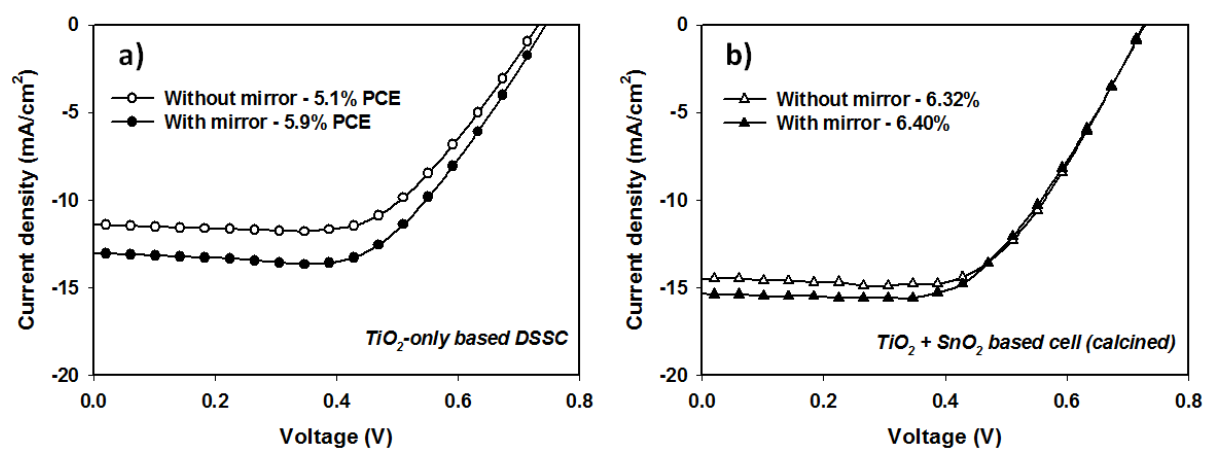 a)
Without mirror - 5.1% PCE
With mirror - 5.9% PCE
TiO₂-only based DSSC
Current density (mA/cm²)
0
-5
-10
-15
-20
0.0
0.2
0.4
0.6
0.8
Voltage (V)
b)
Without mirror - 6.32%
With mirror - 6.40%
TiO₂ + SnO₂ based cell (calcined)
Current density (mA/cm²)
0
-5
-10
-15
-20
0.0
0.2
0.4
0.6
0.8
Voltage (V)